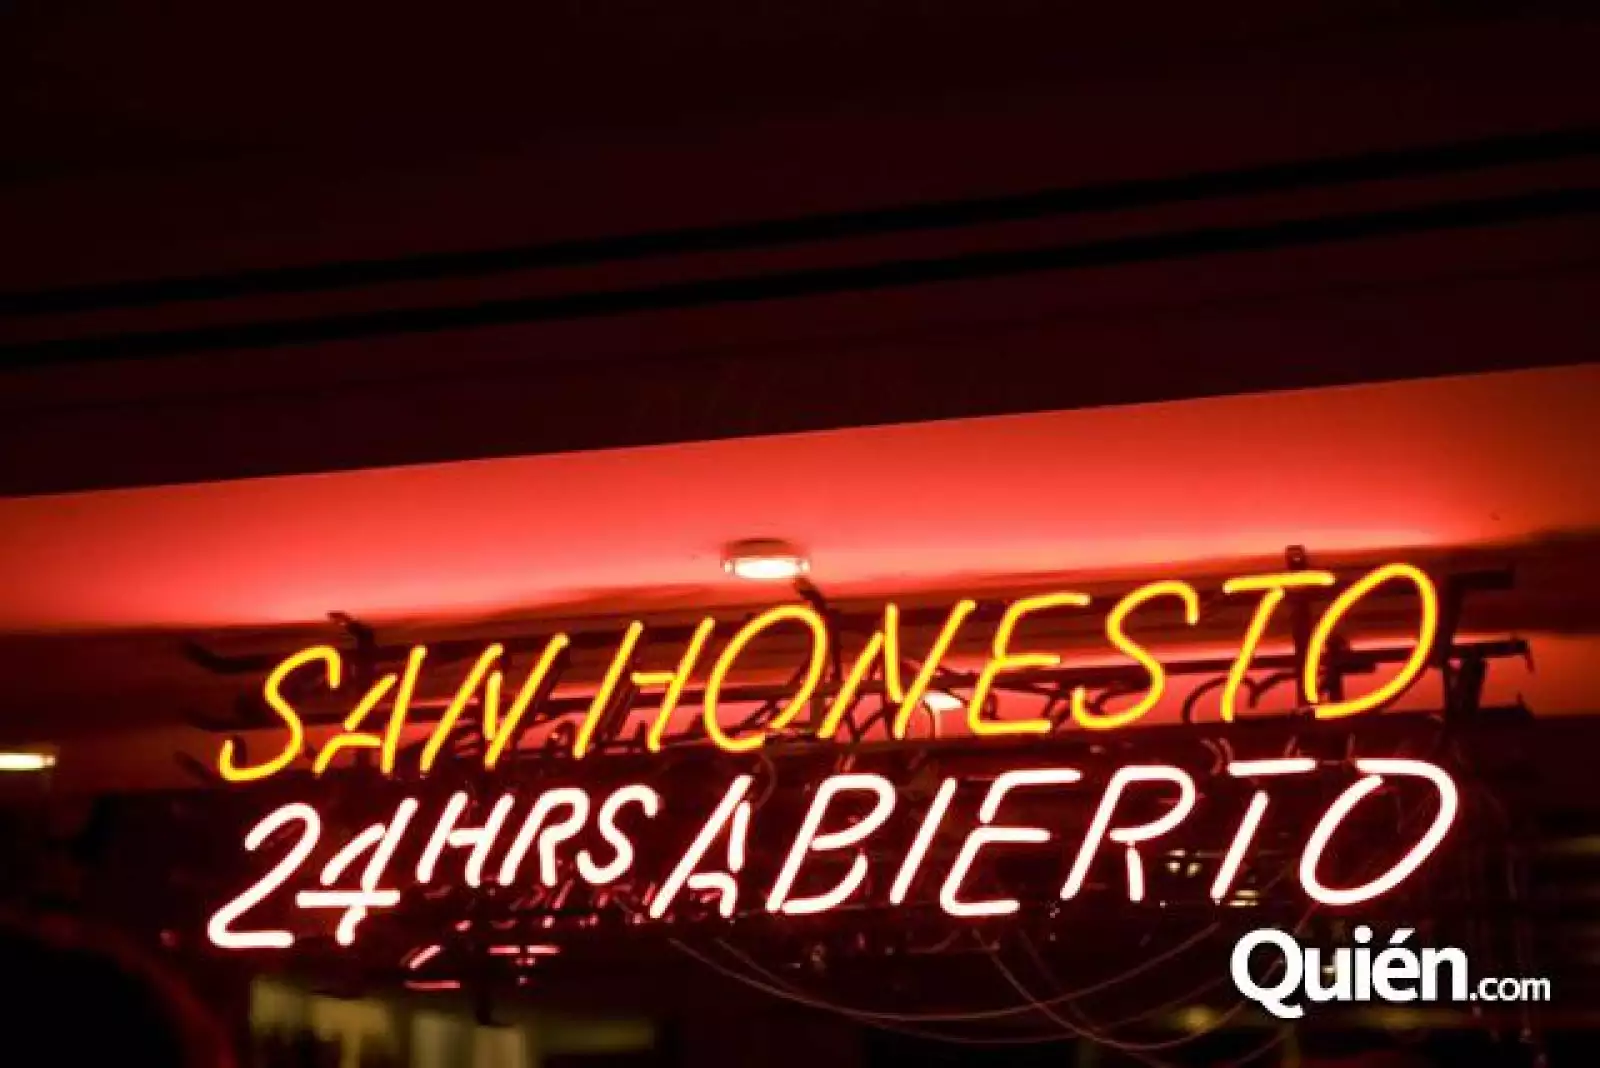 SAN HONESTO
24HRS ABIERTO
Quién.com